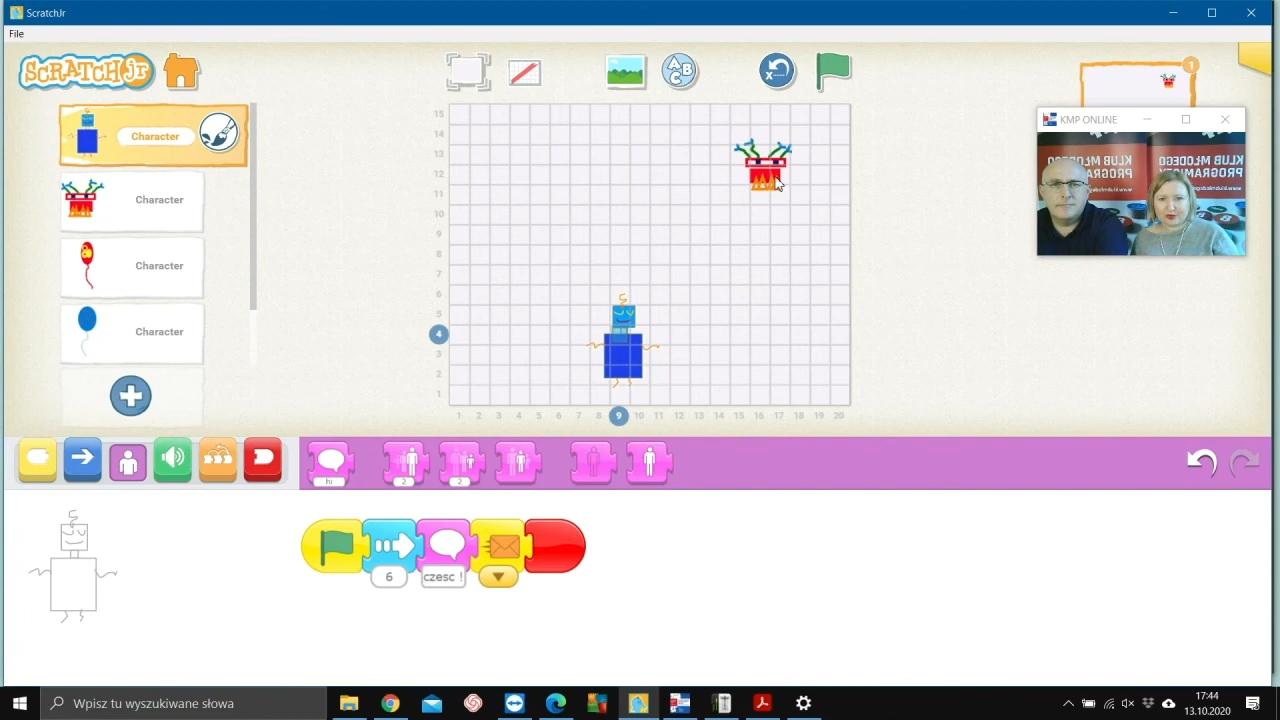 ScratchJr
File
SCRATCHJr
A B C
X
1
KMP ONLINE
KLUB MŁODEGO
PROGRAMISTY
KLUB MŁODEGO
PROGRAMISTY
Character
Character
Character
Character
15
14
13
12
11
10
9
8
7
6
5
4
3
2
1
1 2 3 4 5 6 7 8 9 10 11 12 13 14 15 16 17 18 19 20
hi
2
2
6
czesc !
Wpisz tu wyszukiwane słowa
17:44
13.10.2020